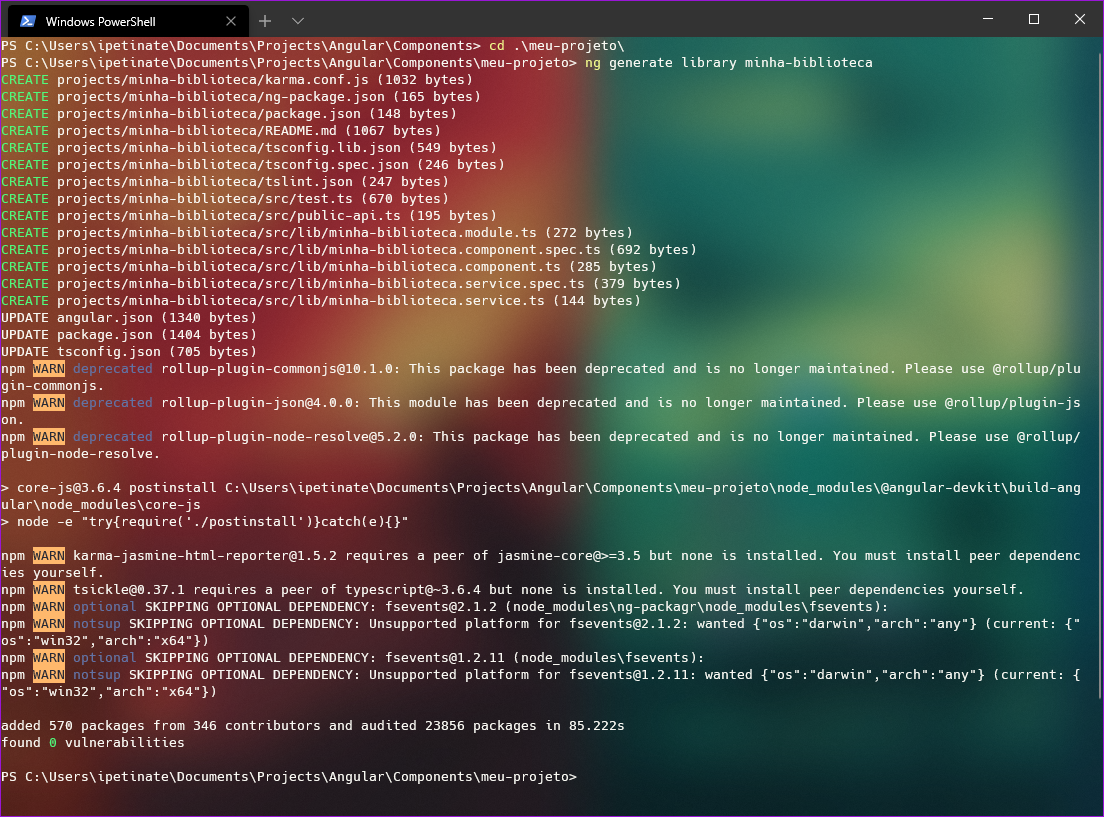 Windows PowerShell
PS C:\Users\ipetinate\Documents\Projects\Angular\Components> cd .\meu-projeto\
PS C:\Users\ipetinate\Documents\Projects\Angular\Components\meu-projeto> ng generate library minha-biblioteca
CREATE projects/minha-biblioteca/karma.conf.js (1032 bytes)
CREATE projects/minha-biblioteca/ng-package.json (165 bytes)
CREATE projects/minha-biblioteca/package.json (148 bytes)
CREATE projects/minha-biblioteca/README.md (1067 bytes)
CREATE projects/minha-biblioteca/tsconfig.lib.json (549 bytes)
CREATE projects/minha-biblioteca/tsconfig.spec.json (246 bytes)
CREATE projects/minha-biblioteca/tslint.json (247 bytes)
CREATE projects/minha-biblioteca/src/test.ts (670 bytes)
CREATE projects/minha-biblioteca/src/public-api.ts (195 bytes)
CREATE projects/minha-biblioteca/src/lib/minha-biblioteca.module.ts (272 bytes)
CREATE projects/minha-biblioteca/src/lib/minha-biblioteca.component.spec.ts (692 bytes)
CREATE projects/minha-biblioteca/src/lib/minha-biblioteca.component.ts (285 bytes)
CREATE projects/minha-biblioteca/src/lib/minha-biblioteca.service.spec.ts (379 bytes)
CREATE projects/minha-biblioteca/src/lib/minha-biblioteca.service.ts (144 bytes)
UPDATE angular.json (1340 bytes)
UPDATE package.json (1404 bytes)
UPDATE tsconfig.json (705 bytes)
npm WARN deprecated rollup-plugin-commonjs@10.1.0: This package has been deprecated and is no longer maintained. Please use @rollup/plu
gin-commonjs.
npm WARN deprecated rollup-plugin-json@4.0.0: This module has been deprecated and is no longer maintained. Please use @rollup/plugin-js
on.
npm WARN deprecated rollup-plugin-node-resolve@5.2.0: This package has been deprecated and is no longer maintained. Please use @rollup/
plugin-node-resolve.
> core-js@3.6.4 postinstall C:\Users\ipetinate\Documents\Projects\Angular\Components\meu-projeto\node_modules\@angular-devkit\build-ang
ular\node_modules\core-js
> node -e "try{require('./postinstall')}catch(e){}"
npm WARN karma-jasmine-html-reporter@1.5.2 requires a peer of jasmine-core@>=3.5 but none is installed. You must install peer dependenc
ies yourself.
npm WARN tsickle@0.37.1 requires a peer of typescript@~3.6.4 but none is installed. You must install peer dependencies yourself.
npm WARN optional SKIPPING OPTIONAL DEPENDENCY: fsevents@2.1.2 (node_modules\ng-packagr\node_modules\fsevents):
npm WARN notsup SKIPPING OPTIONAL DEPENDENCY: Unsupported platform for fsevents@2.1.2: wanted {"os":"darwin","arch":"any"} (current: {"
os":"win32","arch":"x64"})
npm WARN optional SKIPPING OPTIONAL DEPENDENCY: fsevents@1.2.11 (node_modules\fsevents):
npm WARN notsup SKIPPING OPTIONAL DEPENDENCY: Unsupported platform for fsevents@1.2.11: wanted {"os":"darwin","arch":"any"} (current: {
"os":"win32","arch":"x64"})
added 570 packages from 346 contributors and audited 23856 packages in 85.222s
found 0 vulnerabilities
PS C:\Users\ipetinate\Documents\Projects\Angular\Components\meu-projeto>